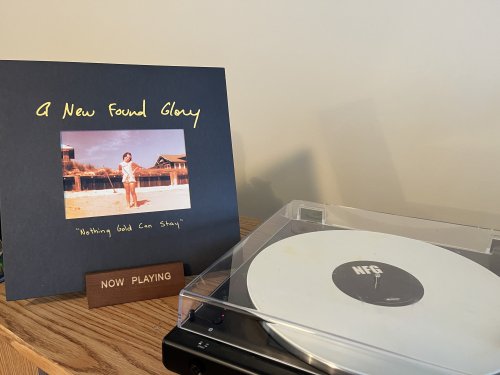 A New Found Glory
"Nothing Gold Can Stay"
NOW PLAYING
NFG